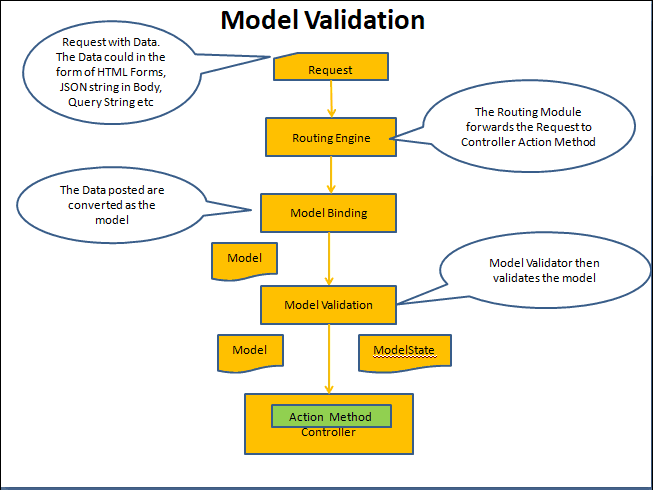 Model Validation
Request with Data.
The Data could in the
form of HTML Forms,
JSON string in Body,
Query String etc
Request
Routing Engine
The Routing Module
forwards the Request to
Controller Action Method
The Data posted are
converted as the
model
Model Binding
Model
Model Validator then
validates the model
Model Validation
Model
ModelState
Action Method
Controller